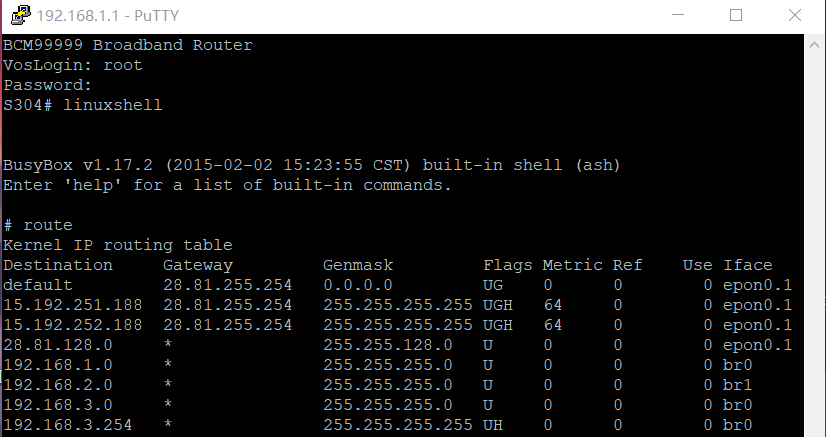 192.168.1.1 - PuTTY
BCM99999 Broadband Router
VosLogin: root
Password:
S304# linuxshell
BusyBox v1.17.2 (2015-02-02 15:23:55 CST) built-in shell (ash)
Enter 'help' for a list of built-in commands.
# route
Kernel IP routing table
Destination Gateway Genmask Flags Metric Ref Use Iface
default 28.81.255.254 0.0.0.0 UG 0 0 0 epon0.1
15.192.251.188 28.81.255.254 255.255.255.255 UGH 64 0 0 epon0.1
15.192.252.188 28.81.255.254 255.255.255.255 UGH 64 0 0 epon0.1
28.81.128.0 * 255.255.128.0 U 0 0 0 epon0.1
192.168.1.0 * 255.255.255.0 U 0 0 0 br0
192.168.2.0 * 255.255.255.0 U 0 0 0 br1
192.168.3.0 * 255.255.255.0 U 0 0 0 br0
192.168.3.254 * 255.255.255.255 UH 0 0 0 br0